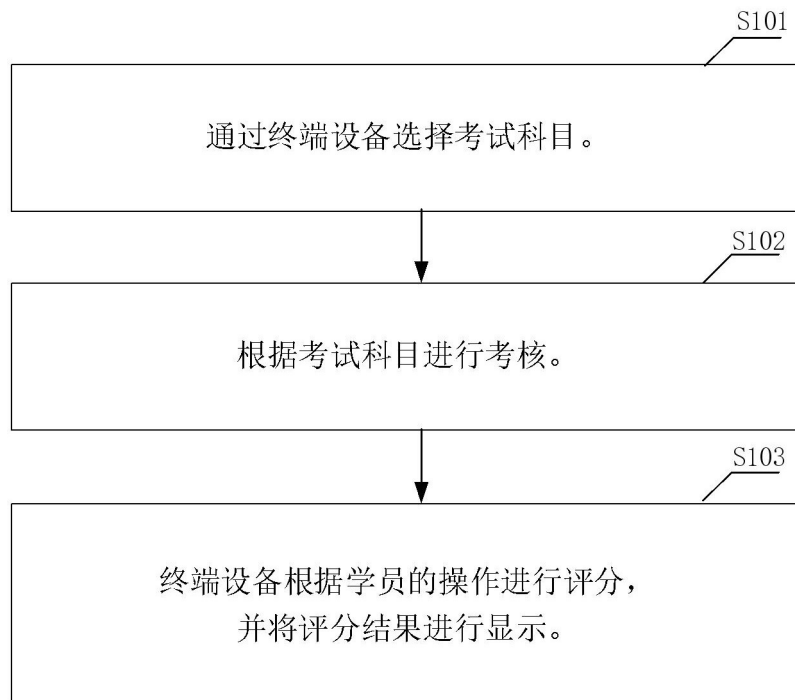 S101
通过终端设备选择考试科目。
S102
根据考试科目进行考核。
S103
终端设备根据学员的操作进行评分，
并将评分结果进行显示。